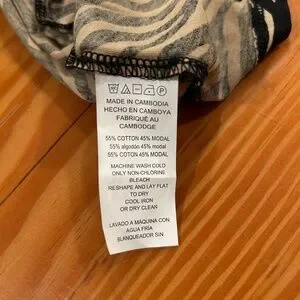 MADE IN CAMBODIA
HECHO EN CAMBOYA
FABRIQUÉ AU
CAMBODGE
55% COTTON 45% MODAL
55% algodón 45% modal
55% COTON 45% MODAL
MACHINE WASH COLD
ONLY NON-CHLORINE
BLEACH
RESHAPE AND LAY FLAT
TO DRY
COOL IRON
OR DRY CLEAN
LAVADO A MÁQUINA CON
AGUA FRÍA
BLANQUEADOR SIN